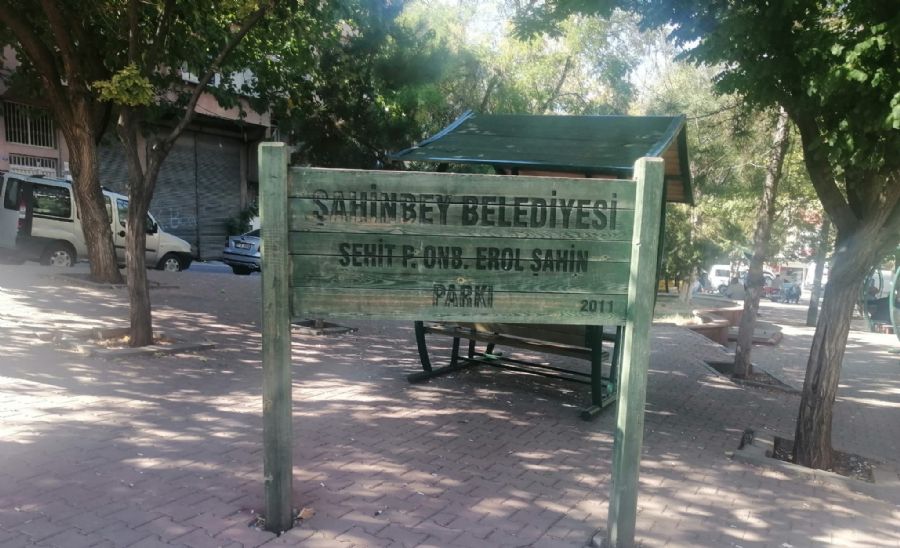 ŞAHİNBEY BELEDİYESİ
ŞEHİT P. ONB. EROL ŞAHİN
PARKI
2011